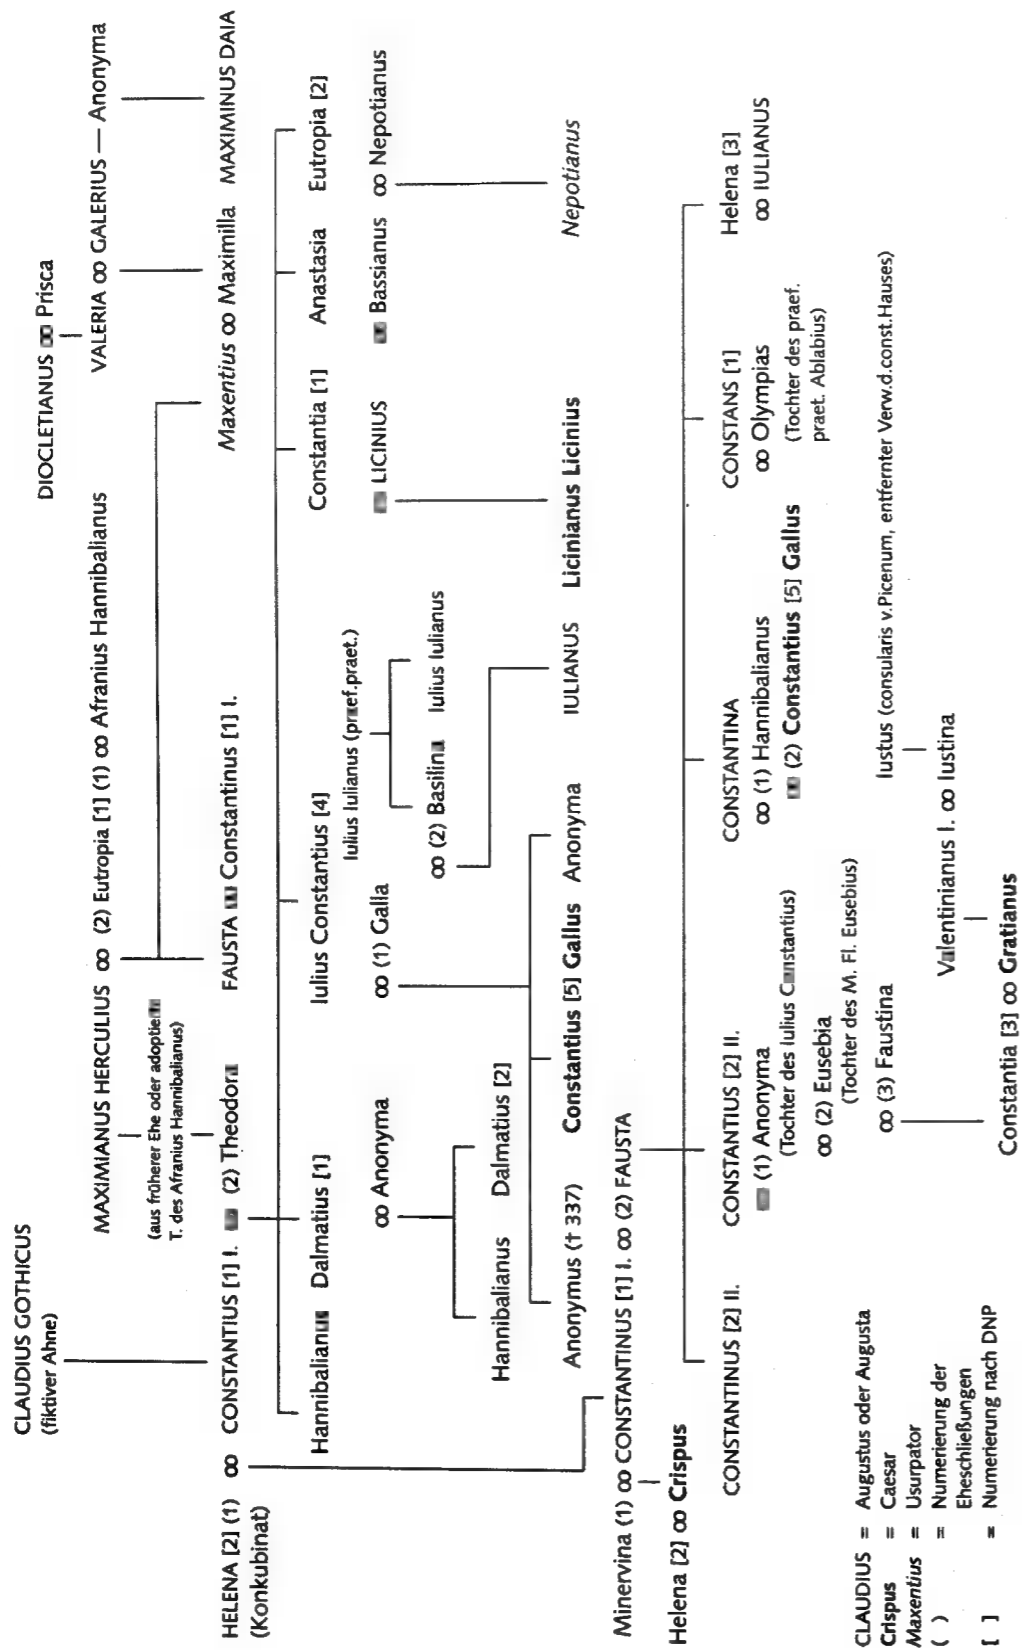 CLAUDIUS GOTHICUS
(fiktiver Ahne)
DIOCLETIANUS ∞ Prisca
MAXIMIANUS HERCULIUS ∞ (2) Eutropia [1] (1) ∞ Afranius Hannibalianus
VALERIA ∞ GALERIUS — Anonyma
(aus früherer Ehe oder adoptierte
T. des Afranius Hannibalianus)
HELENA [2] (1) ∞ CONSTANTIUS [1] I. ∞ (2) Theodora
(Konkubinat)
FAUSTA ∞ Constantinus [1] I.
Maxentius ∞ Maximilla
MAXIMINUS DAIA
Hannibalianus
Dalmatius [1]
Iulius Constantius [4]
Constantia [1]
Anastasia
Eutropia [2]
Iulius Iulianus (praef.praet.)
∞ LICINIUS
∞ Bassianus
∞ Nepotianus
∞ Anonyma
∞ (1) Galla
∞ (2) Basilina
Iulius Iulianus
Hannibalianus
Dalmatius [2]
Anonymus († 337)
Constantius [5] Gallus
Anonyma
IULIANUS
Licinianus Licinius
Nepotianus
Minervina (1) ∞ CONSTANTINUS [1] I. ∞ (2) FAUSTA
Helena [2] ∞ Crispus
CONSTANTINUS [2] II.
CONSTANTIUS [2] II.
CONSTANTINA
CONSTANS [1]
Helena [3]
∞ (1) Anonyma
(Tochter des Iulius Constantius)
∞ (2) Eusebia
(Tochter des M. Fl. Eusebius)
∞ (3) Faustina
∞ (1) Hannibalianus
∞ (2) Constantius [5] Gallus
∞ Olympias
(Tochter des praef.
praet. Ablabius)
∞ IULIANUS
Iustus (consularis v.Picenum, entfernter Verw.d.const.Hauses)
Valentinianus I. ∞ Iustina
Constantia [3] ∞ Gratianus
CLAUDIUS = Augustus oder Augusta
Crispus = Caesar
Maxentius = Usurpator
( ) = Numerierung der
Eheschließungen
[ ] = Numerierung nach DNP